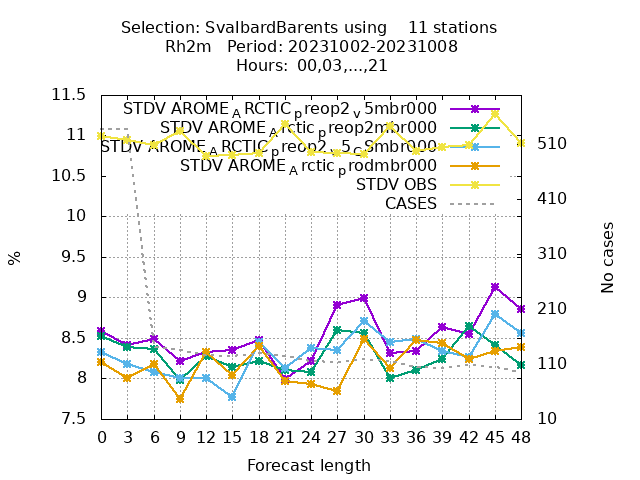 Selection: SvalbardBarents using    11 stations
Rh2m   Period: 20231002-20231008
Hours: 00,03,...,21
11.5
11
10.5
10
9.5
9
8.5
8
7.5
%
STDV AROME_ARCTIC_preop2_v5mbr000
STDV AROME_Arctic_preop2mbr000
STDV AROME_ARCTIC_preop2_v5_c3mbr000
STDV AROME_Arctic_prodmbr000
STDV OBS
CASES
510
410
310
210
110
10
No cases
0 3 6 9 12 15 18 21 24 27 30 33 36 39 42 45 48
Forecast length